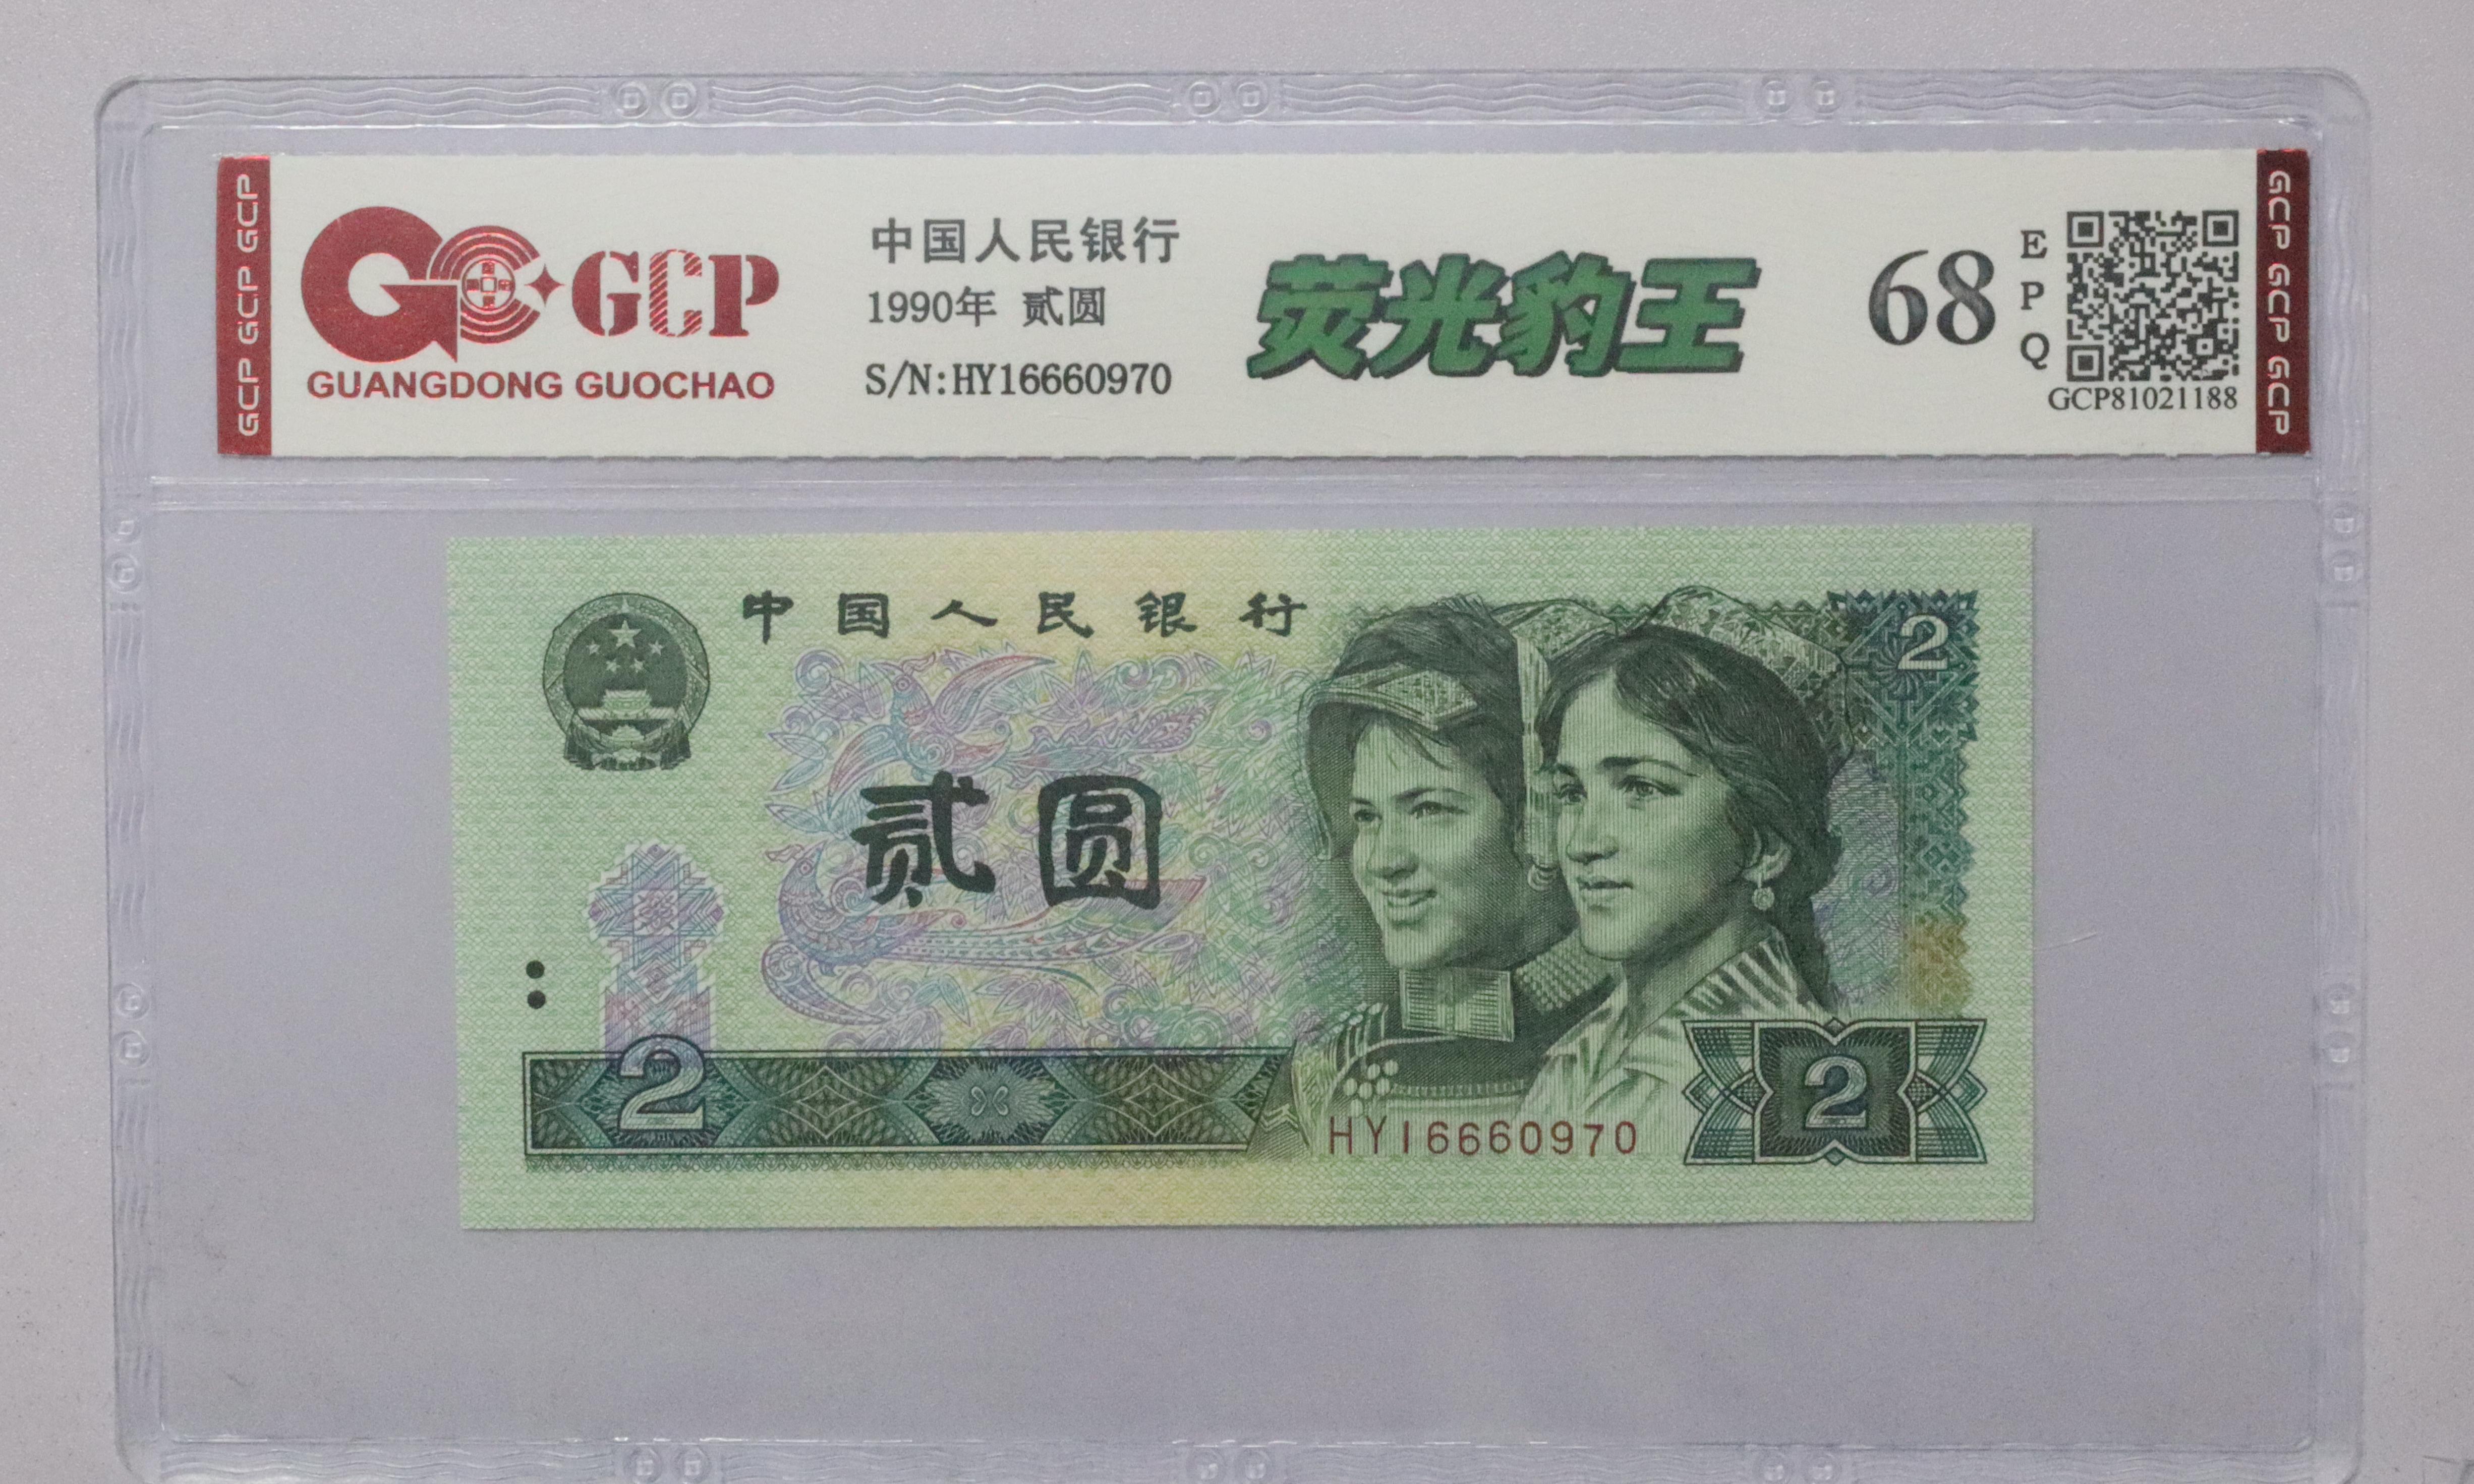 GCP GCP GCP
GCP
GUANGDONG GUOCHAO
中国人民银行
1990年 贰圆
S/N:HY16660970
荧光豹王
68
EPQ
GCP81021188
GCP GCP GCP
中国人民银行
贰圆
2
2
HY16660970
2